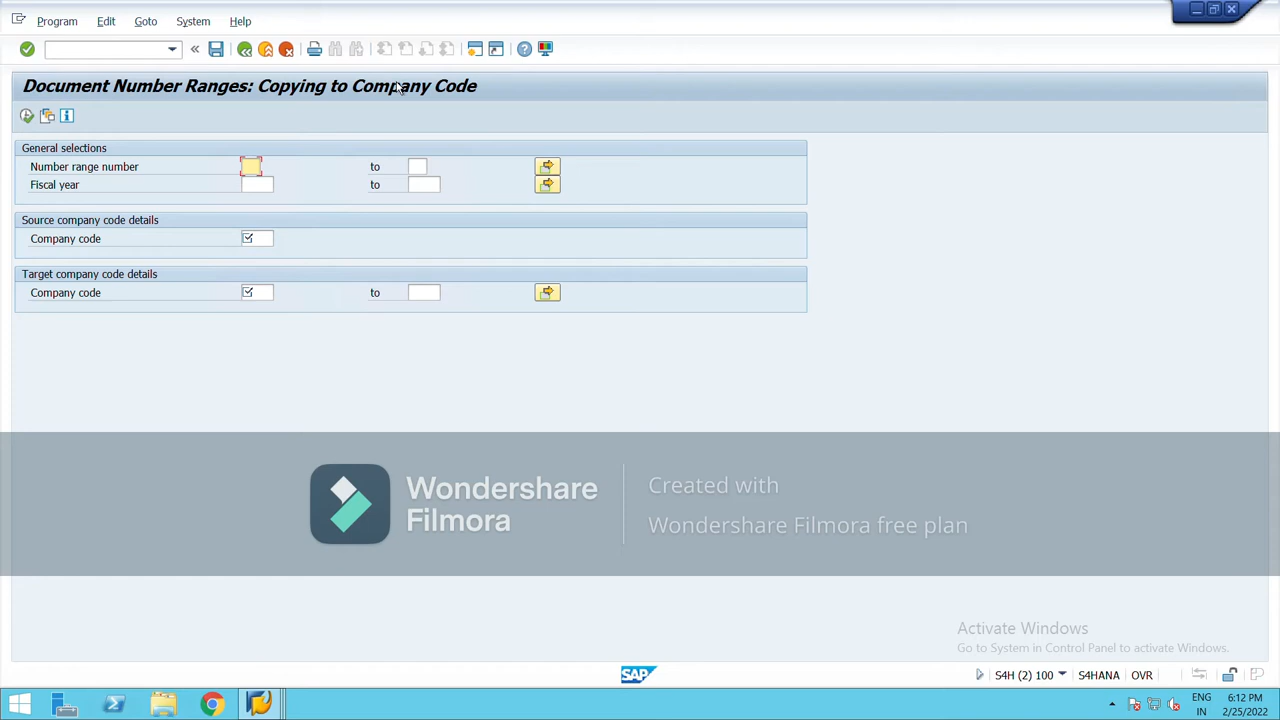 Program Edit Goto System Help
Document Number Ranges: Copying to Company Code
General selections
Number range number to
Fiscal year to
Source company code details
Company code
Target company code details
Company code to
Wondershare Filmora
Created with
Wondershare Filmora free plan
Activate Windows
Go to System in Control Panel to activate Windows.
SAP S4H (2) 100 S4HANA OVR
ENG 6:12 PM
IN 2/25/2022